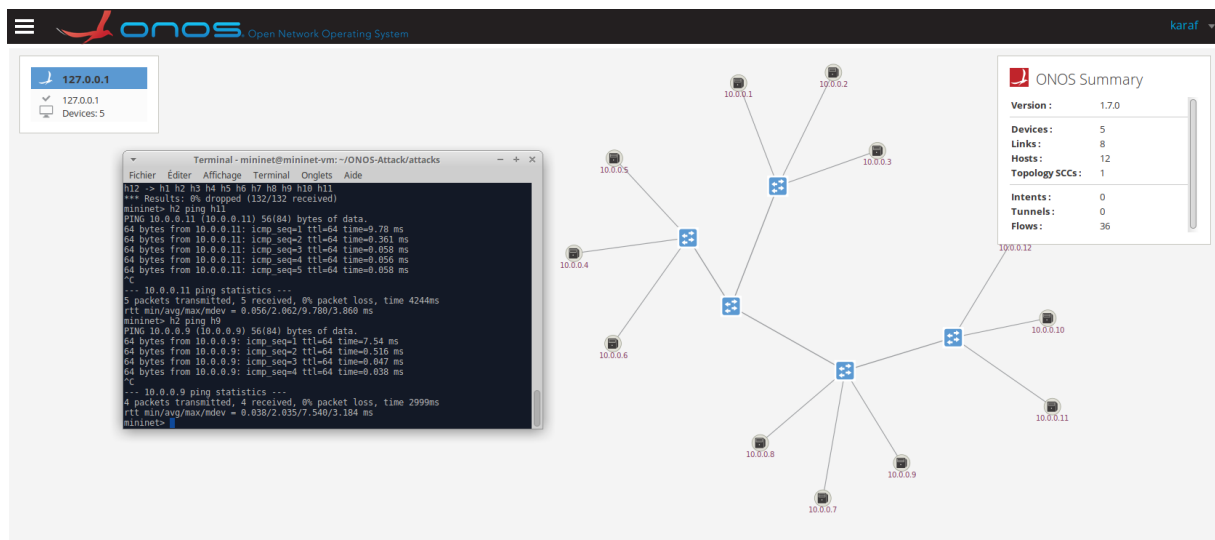 onos. Open Network Operating System
karaf
127.0.0.1
127.0.0.1
Devices: 5
Terminal - mininet@mininet-vm: ~/ONOS-Attack/attacks
Fichier Éditer Affichage Terminal Onglets Aide
h12 -> h1 h2 h3 h4 h5 h6 h7 h8 h9 h10 h11
*** Results: 0% dropped (132/132 received)
mininet> h2 ping h11
PING 10.0.0.11 (10.0.0.11) 56(84) bytes of data.
64 bytes from 10.0.0.11: icmp_seq=1 ttl=64 time=9.78 ms
64 bytes from 10.0.0.11: icmp_seq=2 ttl=64 time=0.361 ms
64 bytes from 10.0.0.11: icmp_seq=3 ttl=64 time=0.058 ms
64 bytes from 10.0.0.11: icmp_seq=4 ttl=64 time=0.056 ms
64 bytes from 10.0.0.11: icmp_seq=5 ttl=64 time=0.058 ms
^C
--- 10.0.0.11 ping statistics ---
5 packets transmitted, 5 received, 0% packet loss, time 4244ms
rtt min/avg/max/mdev = 0.056/2.062/9.780/3.860 ms
mininet> h2 ping h9
PING 10.0.0.9 (10.0.0.9) 56(84) bytes of data.
64 bytes from 10.0.0.9: icmp_seq=1 ttl=64 time=7.54 ms
64 bytes from 10.0.0.9: icmp_seq=2 ttl=64 time=0.516 ms
64 bytes from 10.0.0.9: icmp_seq=3 ttl=64 time=0.047 ms
64 bytes from 10.0.0.9: icmp_seq=4 ttl=64 time=0.038 ms
^C
--- 10.0.0.9 ping statistics ---
4 packets transmitted, 4 received, 0% packet loss, time 2999ms
rtt min/avg/max/mdev = 0.038/2.035/7.540/3.184 ms
mininet>
10.0.0.1
10.0.0.2
10.0.0.3
10.0.0.5
10.0.0.4
10.0.0.6
10.0.0.12
10.0.0.10
10.0.0.11
10.0.0.8
10.0.0.9
10.0.0.7
ONOS Summary
Version : 1.7.0
Devices : 5
Links : 8
Hosts : 12
Topology SCCs : 1
Intents : 0
Tunnels : 0
Flows : 36